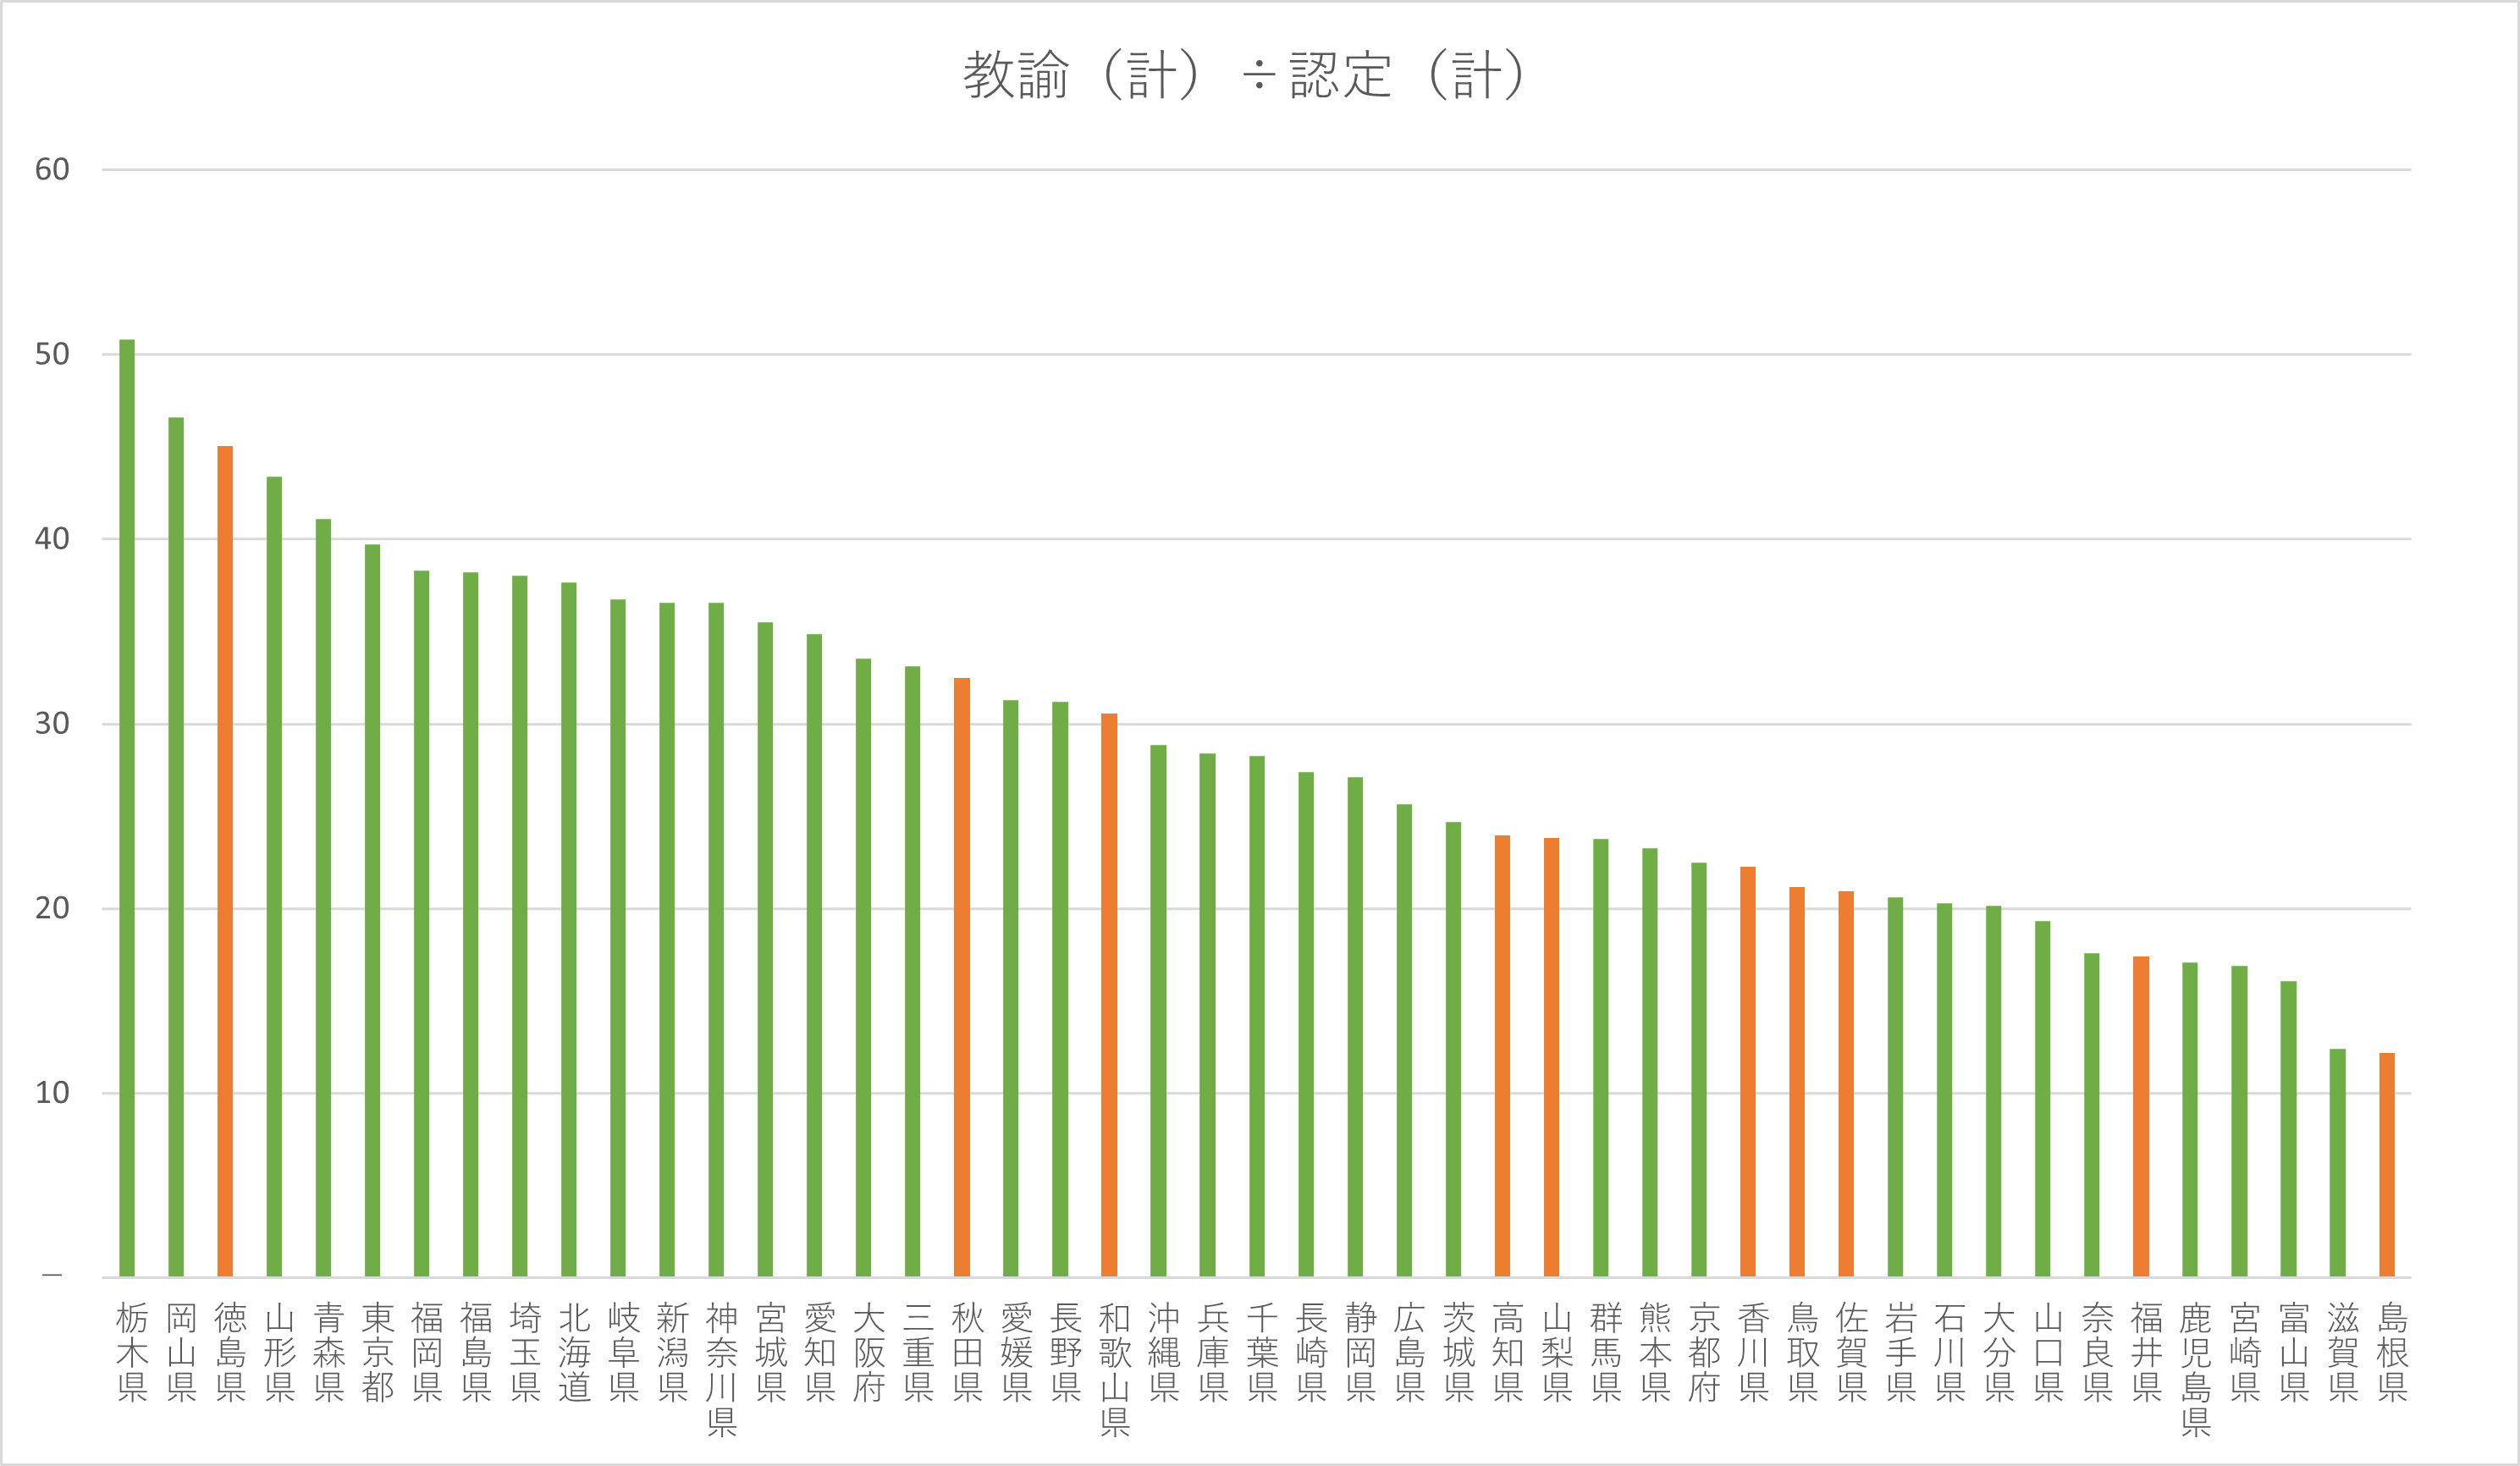 教諭（計）÷認定（計）
60
50
40
30
20
10
—
栃木県
岡山県
徳島県
山形県
青森県
東京都
福岡県
福島県
埼玉県
北海道
岐阜県
新潟県
神奈川県
宮城県
愛知県
大阪府
三重県
秋田県
愛媛県
長野県
和歌山県
沖縄県
兵庫県
千葉県
長崎県
静岡県
広島県
茨城県
高知県
山梨県
群馬県
熊本県
京都府
香川県
鳥取県
佐賀県
岩手県
石川県
大分県
山口県
奈良県
福井県
鹿児島県
宮崎県
富山県
滋賀県
島根県